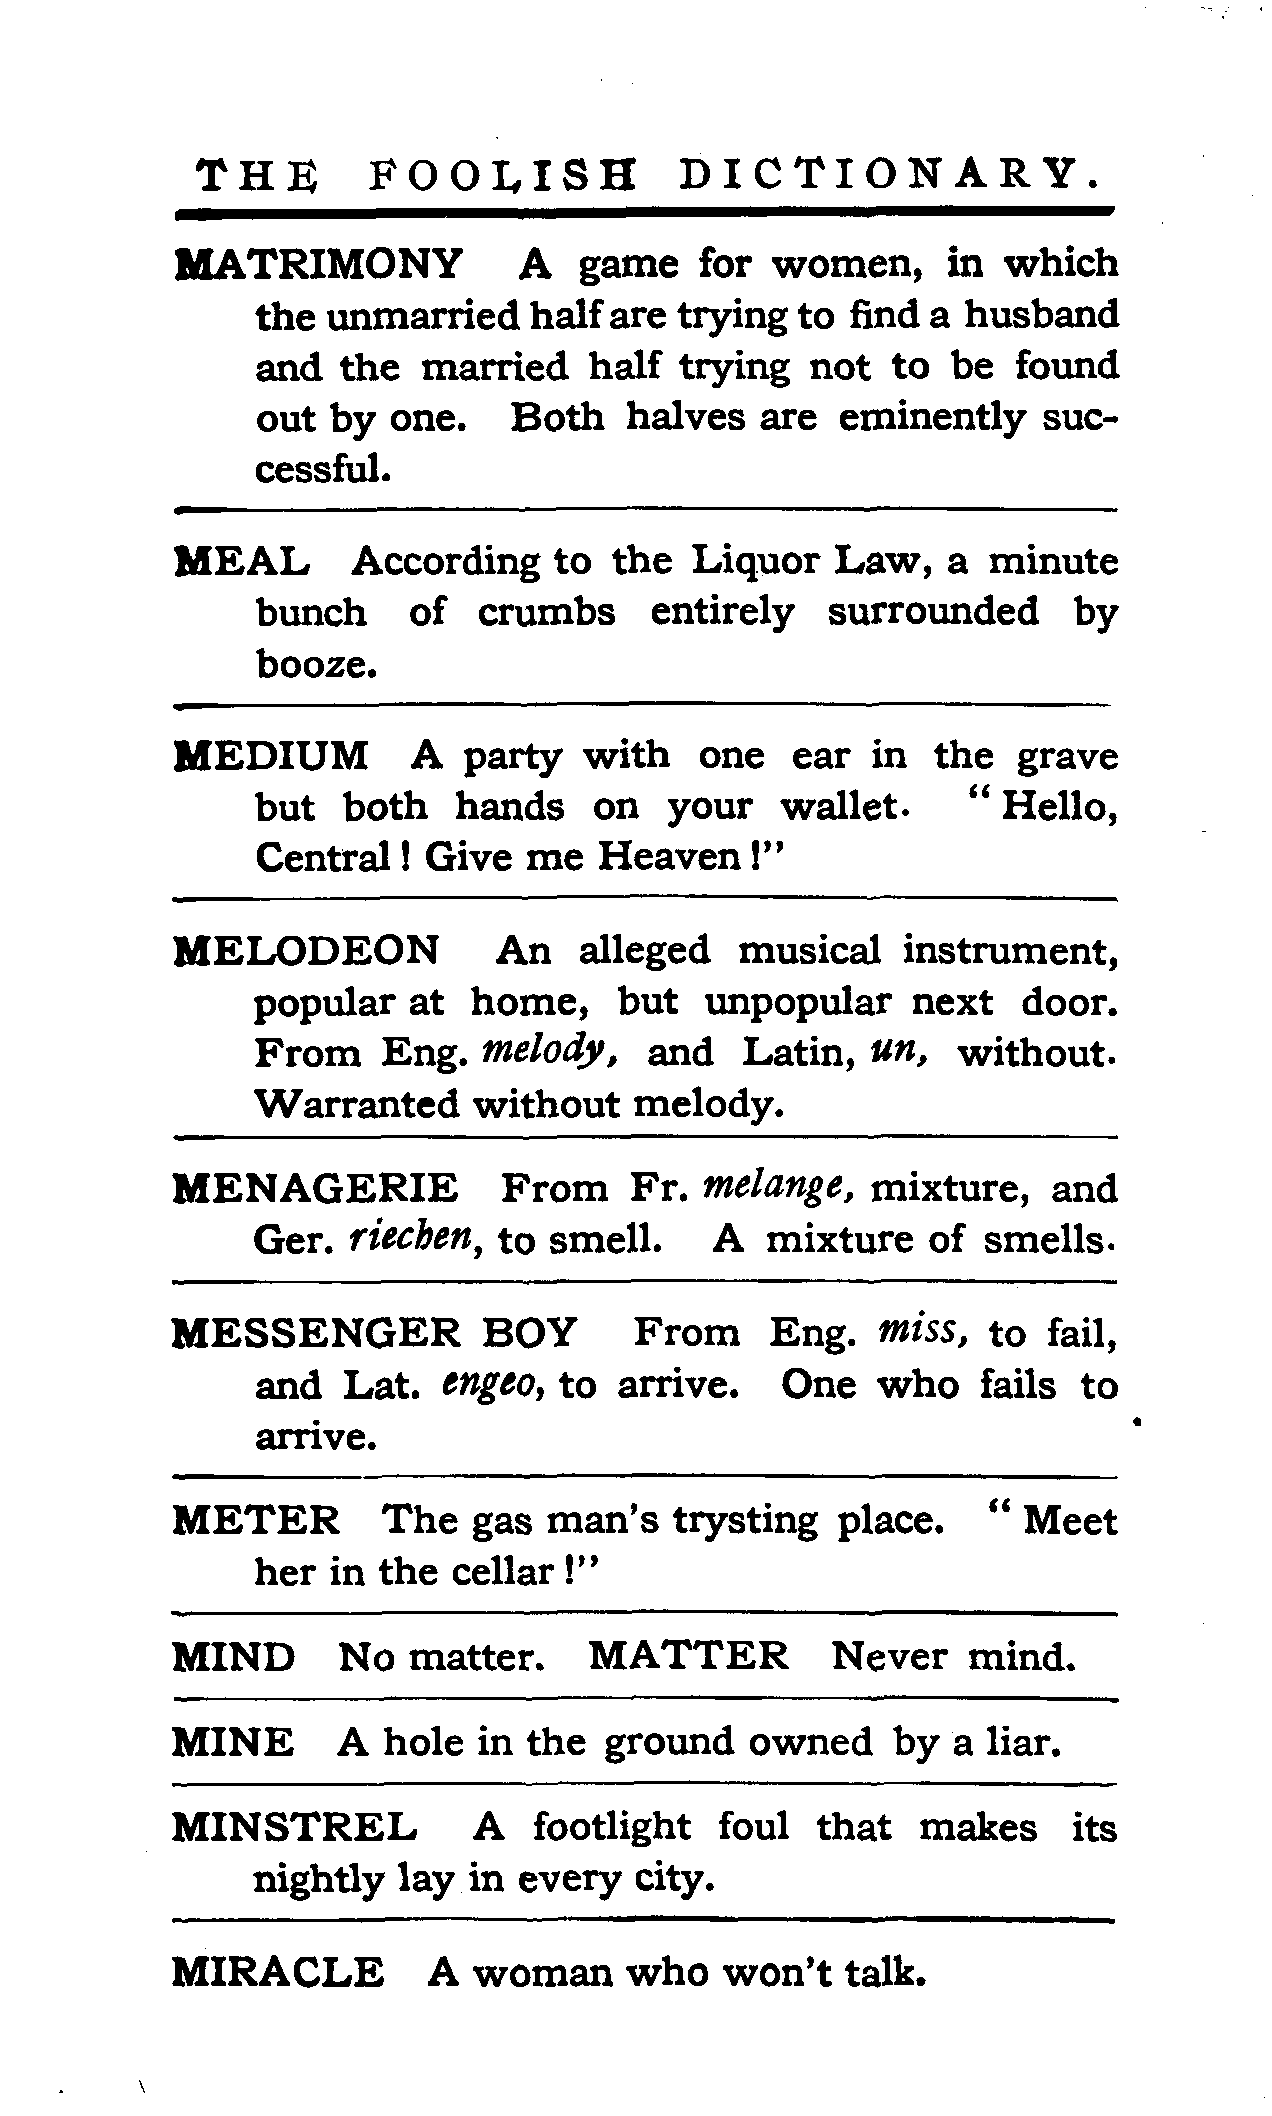 THE FOOLISH DICTIONARY.
MATRIMONY A game for women, in which
the unmarried half are trying to find a husband
and the married half trying not to be found
out by one. Both halves are eminently suc-
cessful.
MEAL According to the Liquor Law, a minute
bunch of crumbs entirely surrounded by
booze.
MEDIUM A party with one ear in the grave
but both hands on your wallet. “Hello,
Central! Give me Heaven!”
MELODEON An alleged musical instrument,
popular at home, but unpopular next door.
From Eng. melody, and Latin, un, without.
Warranted without melody.
MENAGERIE From Fr. melange, mixture, and
Ger. riechen, to smell. A mixture of smells.
MESSENGER BOY From Eng. miss, to fail,
and Lat. engeo, to arrive. One who fails to
arrive.
METER The gas man's trysting place. “Meet
her in the cellar!”
MIND No matter. MATTER Never mind.
MINE A hole in the ground owned by a liar.
MINSTREL A footlight foul that makes its
nightly lay in every city.
MIRACLE A woman who won't talk.